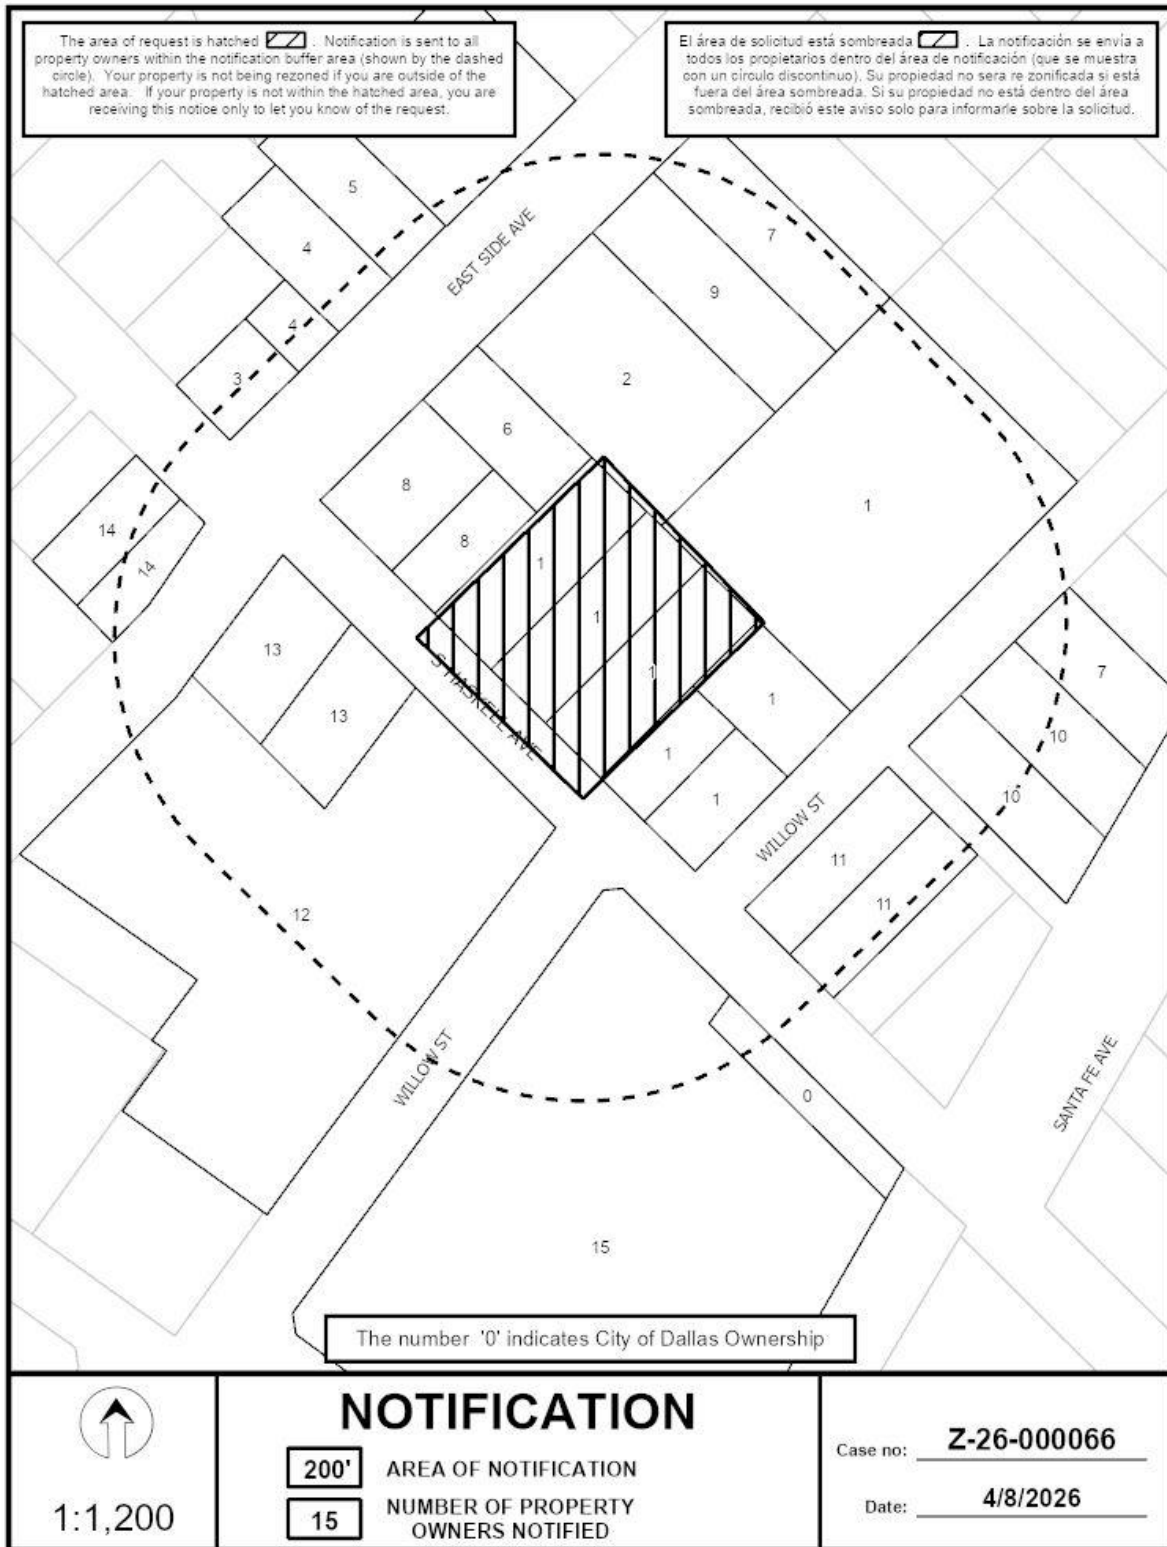 The area of request is hatched . Notification is sent to all
property owners within the notification buffer area (shown by the dashed
circle). Your property is not being rezoned if you are outside of the
hatched area. If your property is not within the hatched area, you are
receiving this notice only to let you know of the request.
El área de solicitud está sombreada . La notificación se envía a
todos los propietarios dentro del área de notificación (que se muestra
con un círculo discontinuo). Su propiedad no sera re zonificada si está
fuera del área sombreada. Si su propiedad no está dentro del área
sombreada, recibió este aviso solo para informarle sobre la solicitud.
5
4
EAST SIDE AVE
7
9
4
3
2
6
8
14
1
8
14
1
1
13
S HASKELL AVE
1
7
13
1
10
1
10
1
WILLOW ST
11
11
12
WILLOW ST
0
SANTA FE AVE
15
The number '0' indicates City of Dallas Ownership
1:1,200
NOTIFICATION
200' AREA OF NOTIFICATION
15 NUMBER OF PROPERTY
OWNERS NOTIFIED
Case no: Z-26-000066
Date: 4/8/2026